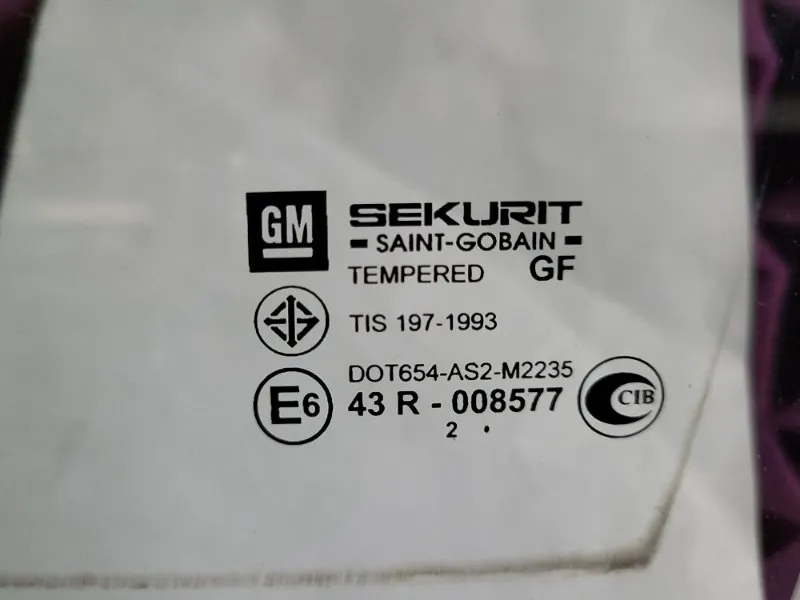 GM SEKURIT
SAINT-GOBAIN
TEMPERED GF
TIS 197-1993
DOT654-AS2-M2235
E6 43 R - 008577 CIB
2 .